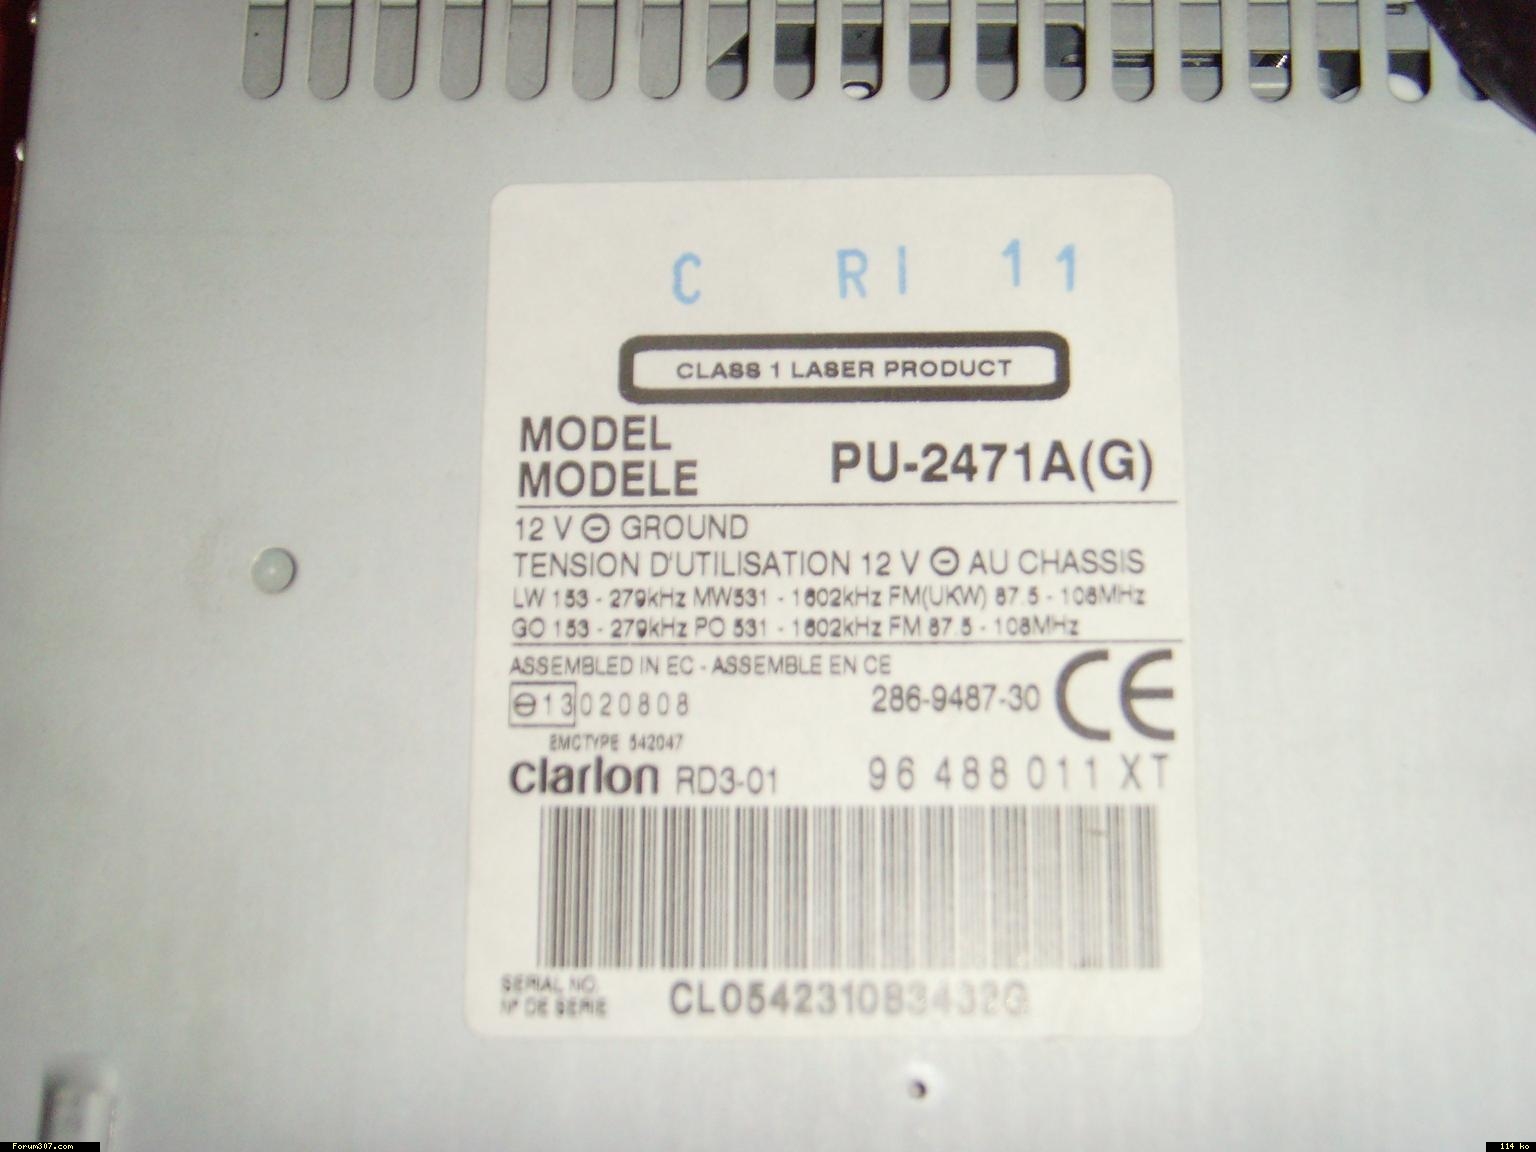 C RI 11
CLASS 1 LASER PRODUCT
MODEL
MODELE
PU-2471A(G)
12 V ⊖ GROUND
TENSION D'UTILISATION 12 V ⊖ AU CHASSIS
LW 153 - 279kHz MW531 - 1602kHz FM(UKW) 87.5 - 108MHz
GO 153 - 279kHz PO 531 - 1602kHz FM 87.5 - 108MHz
ASSEMBLED IN EC - ASSEMBLE EN CE
e13 020808 286-9487-30 CE
EMCTYPE 542047
clarion RD3-01 96 488 011 XT
SERIAL NO.
N° DE SERIE
Forum307.com
114 ko